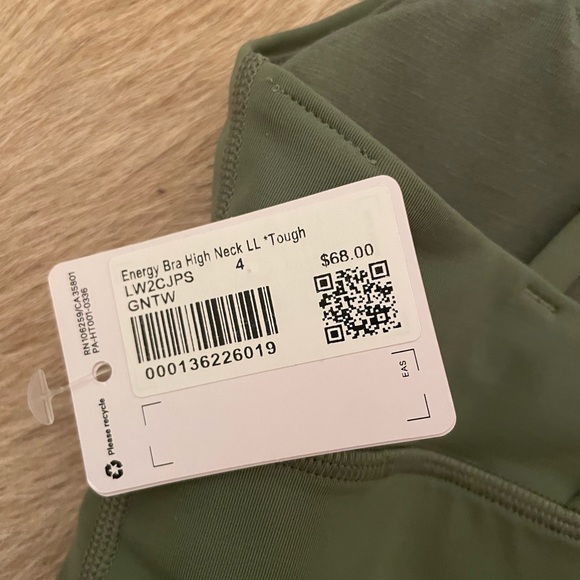 Energy Bra High Neck LL *Tough
LW2CJPS 4 $68.00
GNTW
000136226019
RN106259/CA35801
PA-HT001-0336
Please recycle
EAS